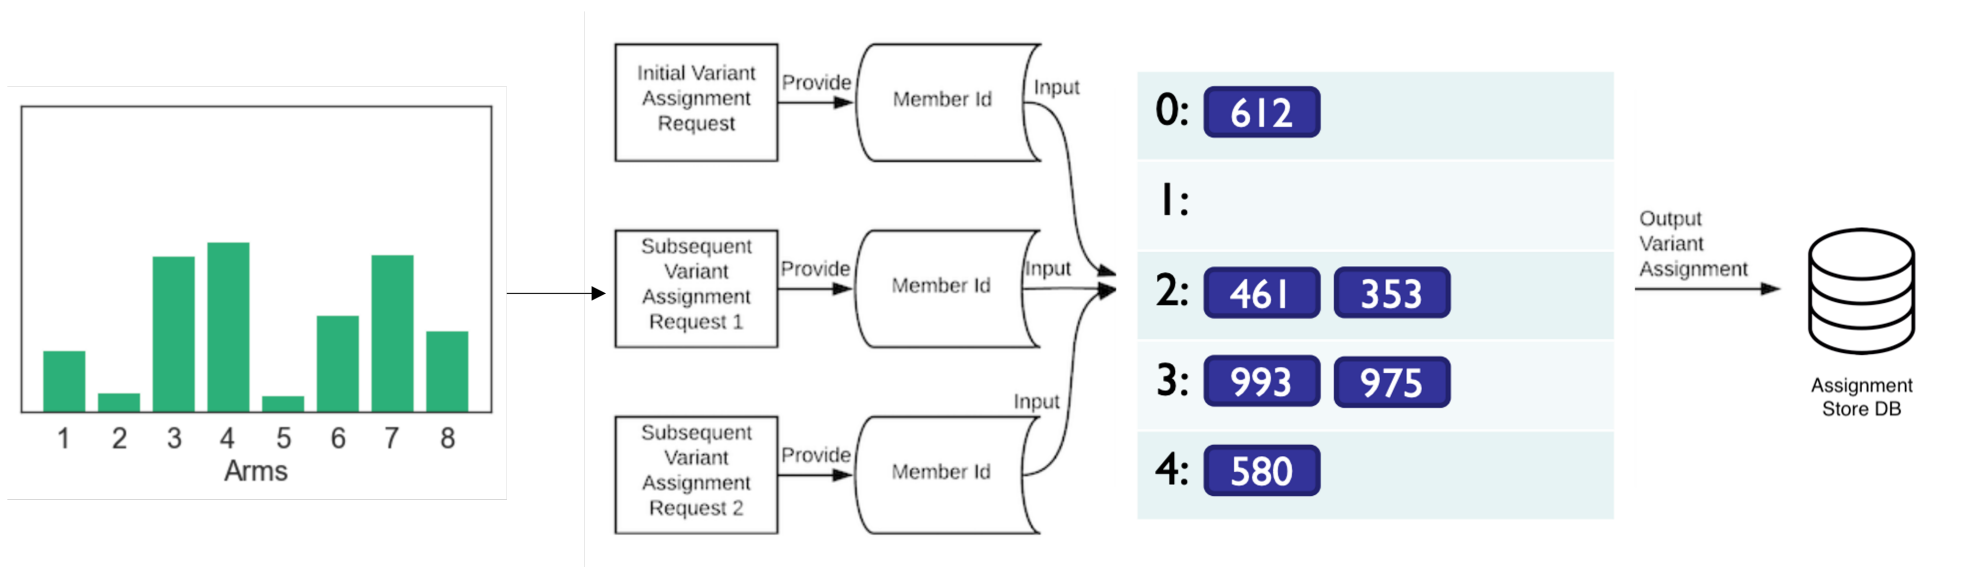 1 2 3 4 5 6 7 8
Arms
Initial Variant
Assignment
Request
Provide
Member Id
Input
Subsequent
Variant
Assignment
Request 1
Provide
Member Id
Input
Subsequent
Variant
Assignment
Request 2
Provide
Member Id
Input
0: 612
1:
2: 461 353
3: 993 975
4: 580
Output
Variant
Assignment
Assignment
Store DB